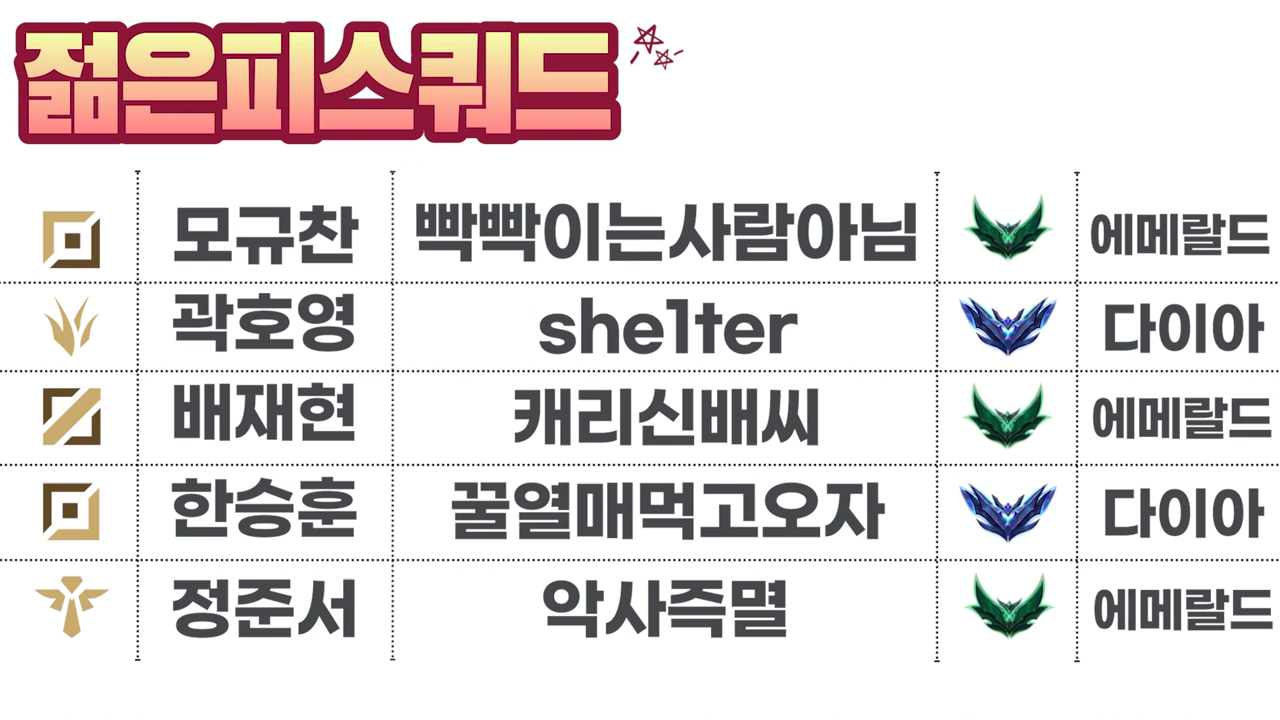 젊은피스쿼드
모규찬 빡빡이는사람아님 에메랄드
곽호영 she1ter 다이아
배재현 캐리신배씨 에메랄드
한승훈 꿀열매먹고오자 다이아
정준서 악사즉멸 에메랄드